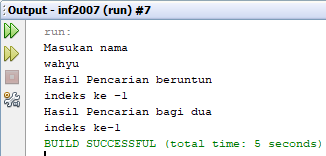 Output - inf2007 (run) #7
run:
Masukan nama
wahyu
Hasil Pencarian beruntun
indeks ke -1
Hasil Pencarian bagi dua
indeks ke-1
BUILD SUCCESSFUL (total time: 5 seconds)